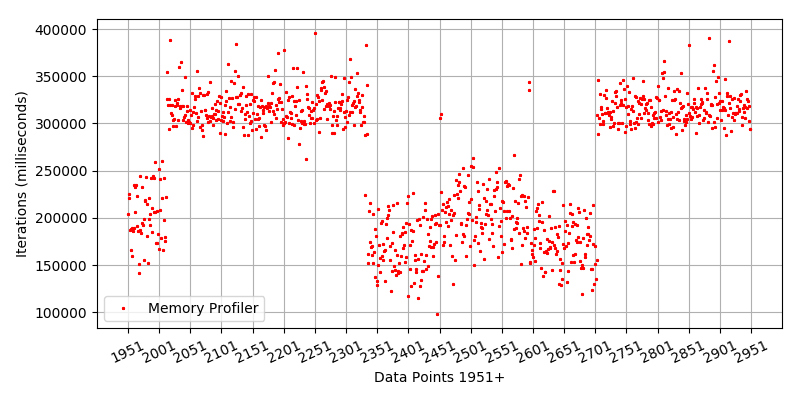 400000
350000
300000
250000
200000
150000
100000
Iterations (milliseconds)
Memory Profiler
1951 2001 2051 2101 2151 2201 2251 2301 2351 2401 2451 2501 2551 2601 2651 2701 2751 2801 2851 2901 2951
Data Points 1951+